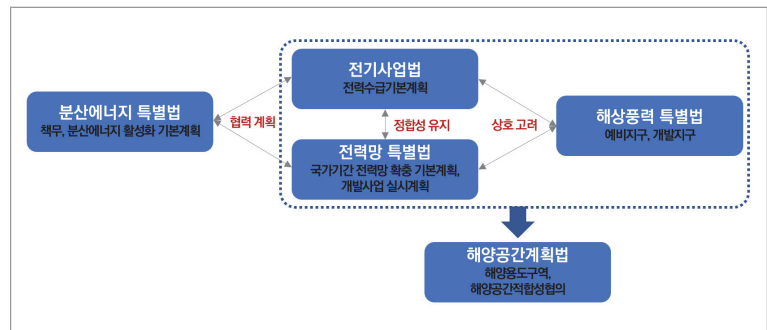 전기사업법
전력수급기본계획
분산에너지 특별법
책무, 분산에너지 활성화 기본계획
협력 계획
정합성 유지
상호 고려
해상풍력 특별법
예비지구, 개발지구
전력망 특별법
국가기간 전력망 확충 기본계획,
개발사업 실시계획
해양공간계획법
해양용도구역,
해양공간적합성협의